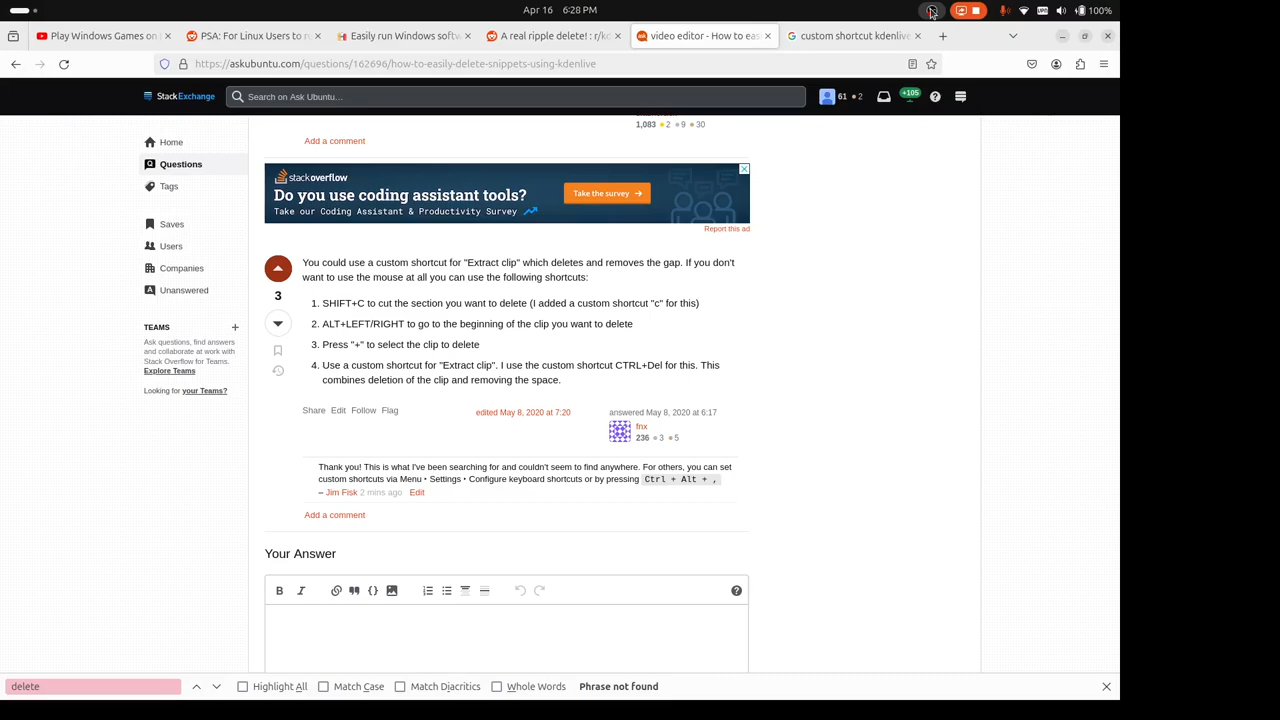 Apr 16 6:28 PM
100%
Play Windows Games on
PSA: For Linux Users to r
Easily run Windows softw
A real ripple delete! : r/kc
video editor - How to eas
custom shortcut kdenlive
https://askubuntu.com/questions/162696/how-to-easily-delete-snippets-using-kdenlive
StackExchange
Search on Ask Ubuntu...
61 2
+105
1,083 2 9 30
Home
Questions
Tags
Saves
Users
Companies
Unanswered
TEAMS
Ask questions, find answers
and collaborate at work with
Stack Overflow for Teams.
Explore Teams
Looking for your Teams?
Add a comment
stackoverflow
Do you use coding assistant tools?
Take our Coding Assistant & Productivity Survey
Take the survey
Report this ad
You could use a custom shortcut for "Extract clip" which deletes and removes the gap. If you don't
want to use the mouse at all you can use the following shortcuts:
3
1. SHIFT+C to cut the section you want to delete (I added a custom shortcut "c" for this)
2. ALT+LEFT/RIGHT to go to the beginning of the clip you want to delete
3. Press "+" to select the clip to delete
4. Use a custom shortcut for "Extract clip". I use the custom shortcut CTRL+Del for this. This
combines deletion of the clip and removing the space.
Share Edit Follow Flag
edited May 8, 2020 at 7:20
answered May 8, 2020 at 6:17
fnx
236 3 5
Thank you! This is what I've been searching for and couldn't seem to find anywhere. For others, you can set
custom shortcuts via Menu • Settings • Configure keyboard shortcuts or by pressing Ctrl + Alt + ,
– Jim Fisk 2 mins ago Edit
Add a comment
Your Answer
B I
delete
Highlight All
Match Case
Match Diacritics
Whole Words
Phrase not found